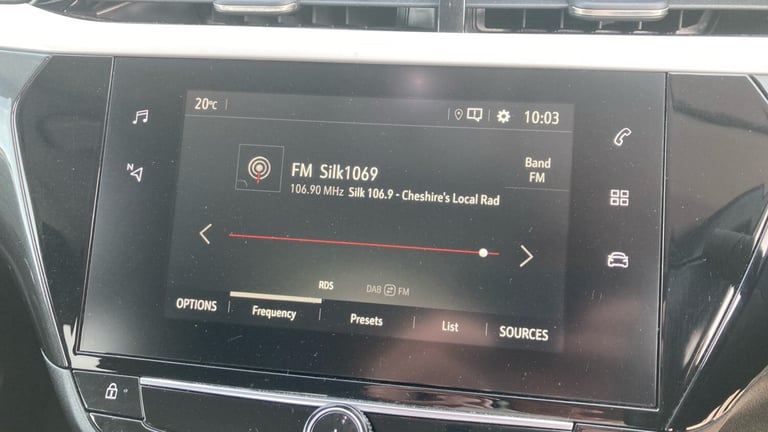 20°C 10:03
FM Silk1069
106.90 MHz Silk 106.9 - Cheshire's Local Rad
Band
FM
N
RDS DAB FM
OPTIONS Frequency Presets List SOURCES